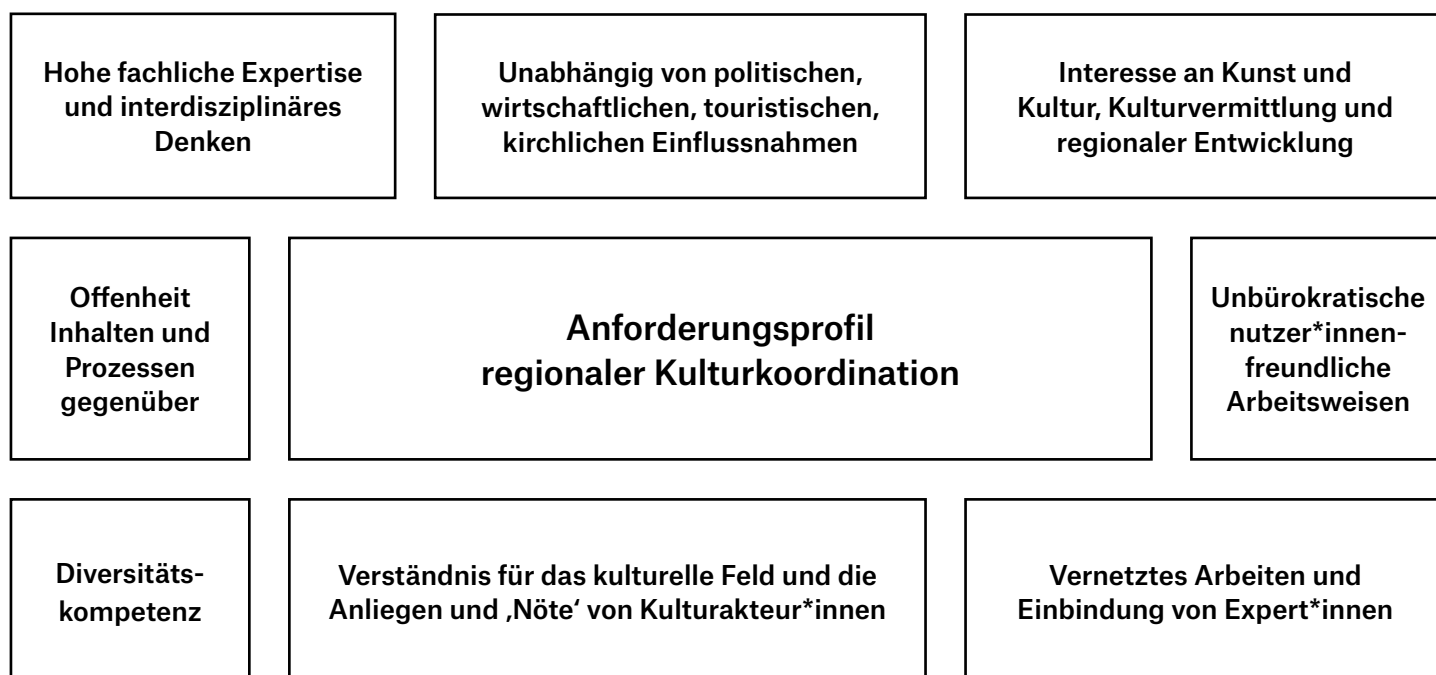 Hohe fachliche Expertise
und interdisziplinäres
Denken
Unabhängig von politischen,
wirtschaftlichen, touristischen,
kirchlichen Einflussnahmen
Interesse an Kunst und
Kultur, Kulturvermittlung und
regionaler Entwicklung
Offenheit
Inhalten und
Prozessen
gegenüber
Anforderungsprofil
regionaler Kulturkoordination
Unbürokratische
nutzer*innen-
freundliche
Arbeitsweisen
Diversitäts-
kompetenz
Verständnis für das kulturelle Feld und die
Anliegen und ‚Nöte‘ von Kulturakteur*innen
Vernetztes Arbeiten und
Einbindung von Expert*innen